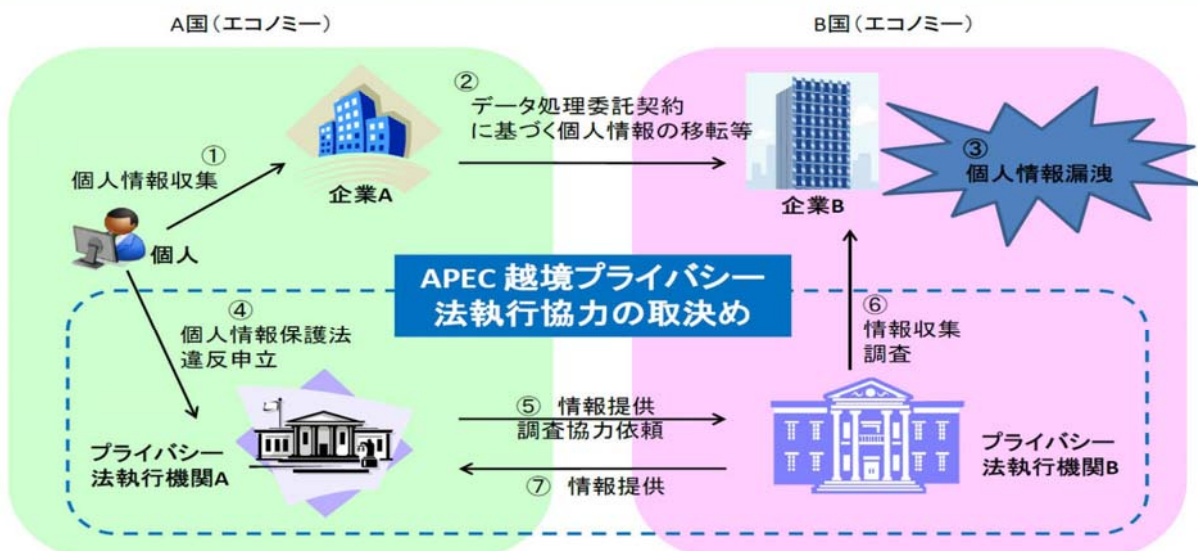 A国(エコノミー)
B国(エコノミー)
①
個人情報収集
個人
企業A
②
データ処理委託契約
に基づく個人情報の移転等
企業B
③
個人情報漏洩
APEC 越境プライバシー
法執行協力の取決め
④
個人情報保護法
違反申立
プライバシー
法執行機関A
⑤ 情報提供
調査協力依頼
⑦ 情報提供
⑥
情報収集
調査
プライバシー
法執行機関B